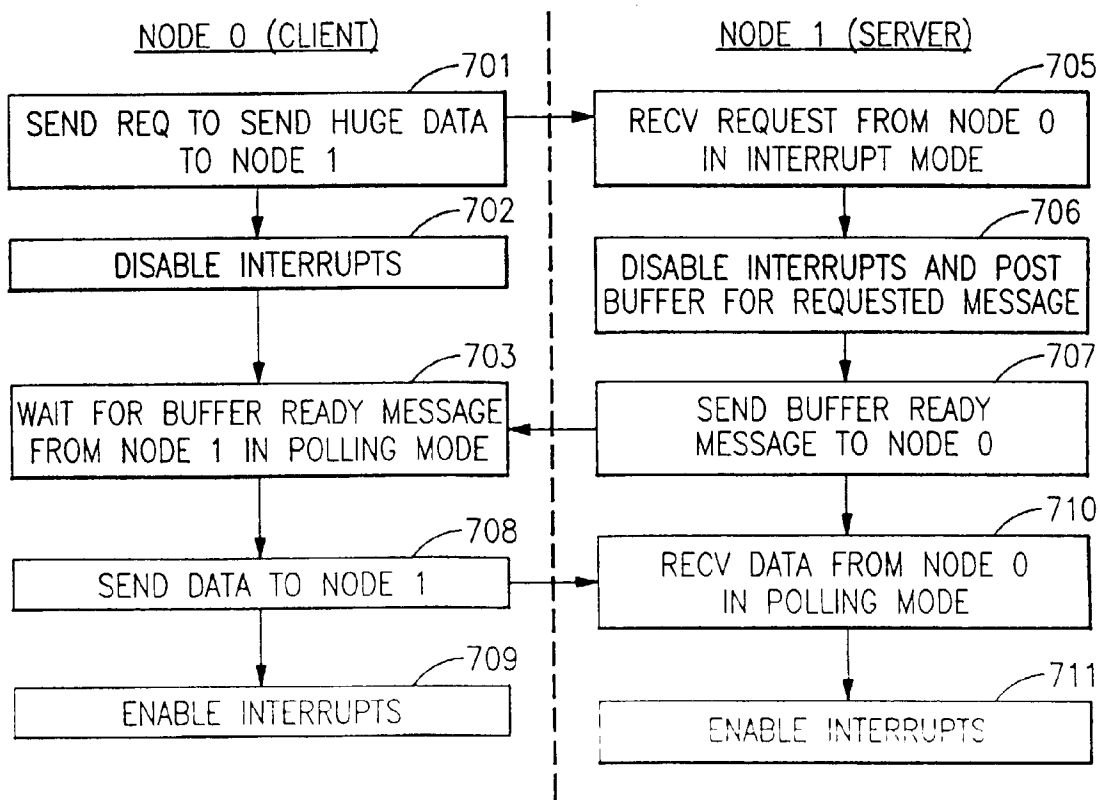 NODE 0 (CLIENT)
701
SEND REQ TO SEND HUGE DATA
TO NODE 1
702
DISABLE INTERRUPTS
703
WAIT FOR BUFFER READY MESSAGE
FROM NODE 1 IN POLLING MODE
708
SEND DATA TO NODE 1
709
ENABLE INTERRUPTS
NODE 1 (SERVER)
705
RECV REQUEST FROM NODE 0
IN INTERRUPT MODE
706
DISABLE INTERRUPTS AND POST
BUFFER FOR REQUESTED MESSAGE
707
SEND BUFFER READY
MESSAGE TO NODE 0
710
RECV DATA FROM NODE 0
IN POLLING MODE
711
ENABLE INTERRUPTS